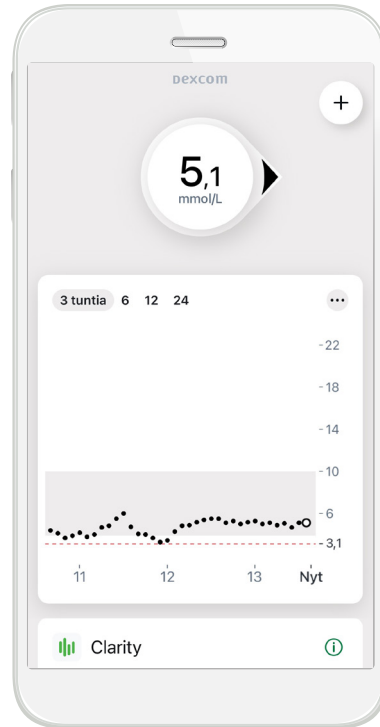 Dexcom
+
5,1
mmol/L
3 tuntia 6 12 24
22
18
14
10
6
3,1
11 12 13 Nyt
Clarity